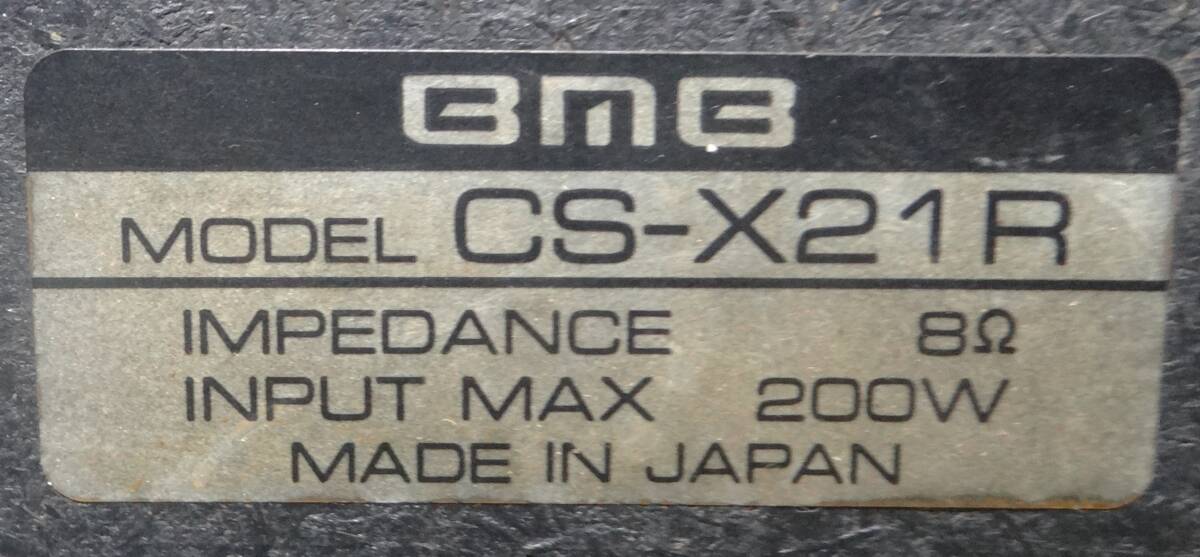 BMB
MODEL CS-X21R
IMPEDANCE 8Ω
INPUT MAX 200W
MADE IN JAPAN